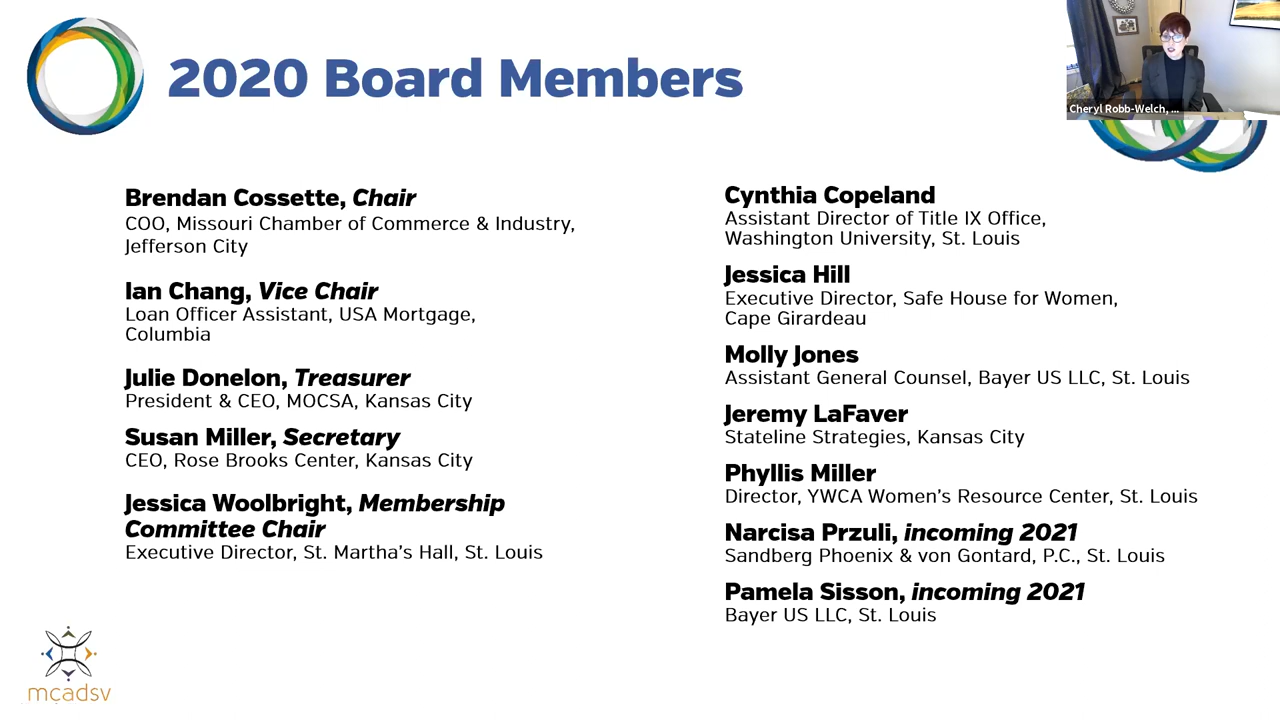 2020 Board Members
Cheryl Robb-Welch, ...
Brendan Cossette, Chair
COO, Missouri Chamber of Commerce & Industry,
Jefferson City
Ian Chang, Vice Chair
Loan Officer Assistant, USA Mortgage,
Columbia
Julie Donelon, Treasurer
President & CEO, MOCSA, Kansas City
Susan Miller, Secretary
CEO, Rose Brooks Center, Kansas City
Jessica Woolbright, Membership
Committee Chair
Executive Director, St. Martha's Hall, St. Louis
Cynthia Copeland
Assistant Director of Title IX Office,
Washington University, St. Louis
Jessica Hill
Executive Director, Safe House for Women,
Cape Girardeau
Molly Jones
Assistant General Counsel, Bayer US LLC, St. Louis
Jeremy LaFaver
Stateline Strategies, Kansas City
Phyllis Miller
Director, YWCA Women's Resource Center, St. Louis
Narcisa Przuli, incoming 2021
Sandberg Phoenix & von Gontard, P.C., St. Louis
Pamela Sisson, incoming 2021
Bayer US LLC, St. Louis
mcadsv